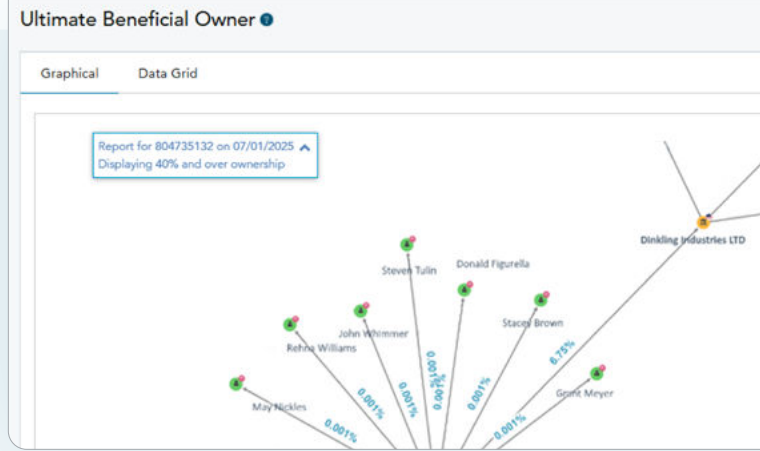 Ultimate Beneficial Owner ?
Graphical
Data Grid
Report for 804735132 on 07/01/2025
Displaying 40% and over ownership
Dinkling Industries LTD
Steven Tulin
Donald Figurella
Stacey Brown
John Whimmer
Rehna Williams
6.75%
Grant Meyer
May Nickles
0.001%
0.001%
0.001%
0.001%
0.001%
0.001%
0.001%